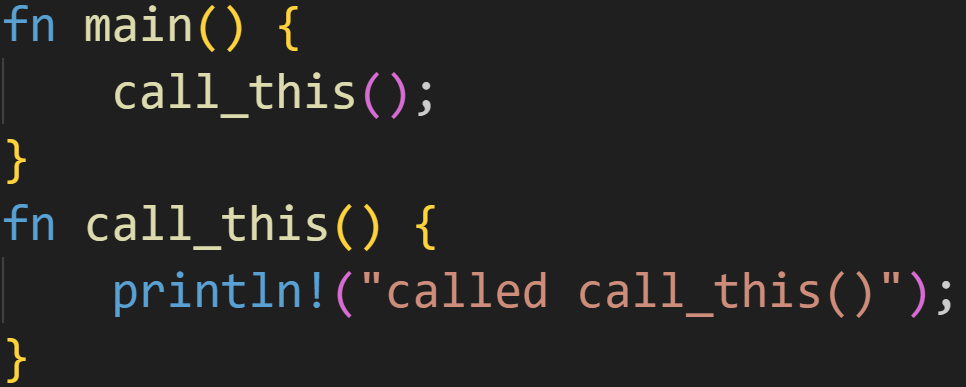 fn main() {
    call_this();
}
fn call_this() {
    println!("called call_this()");
}